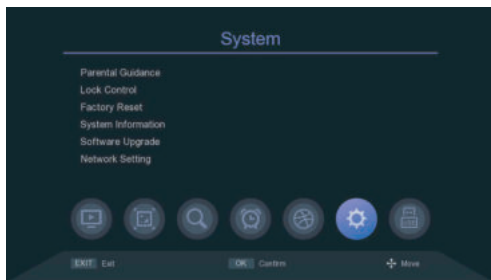 System
Parental Guidance
Lock Control
Factory Reset
System Information
Software Upgrade
Network Setting
EXIT Exit OK Confirm Move